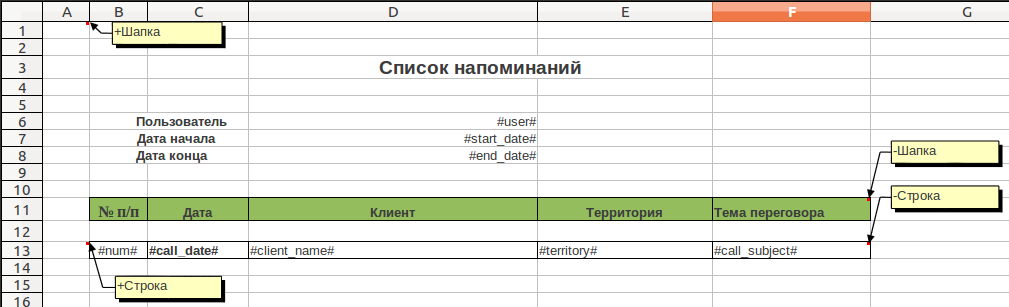 A B C D E F G
1 +Шапка
2
3 Список напоминаний
4
5
6 Пользователь #user#
7 Дата начала #start_date#
8 Дата конца #end_date#
-Шапка
9
10
-Строка
11 № п/п Дата Клиент Территория Тема переговора
12
13 #num# #call_date# #client_name# #territory# #call_subject#
14
15 +Строка
16